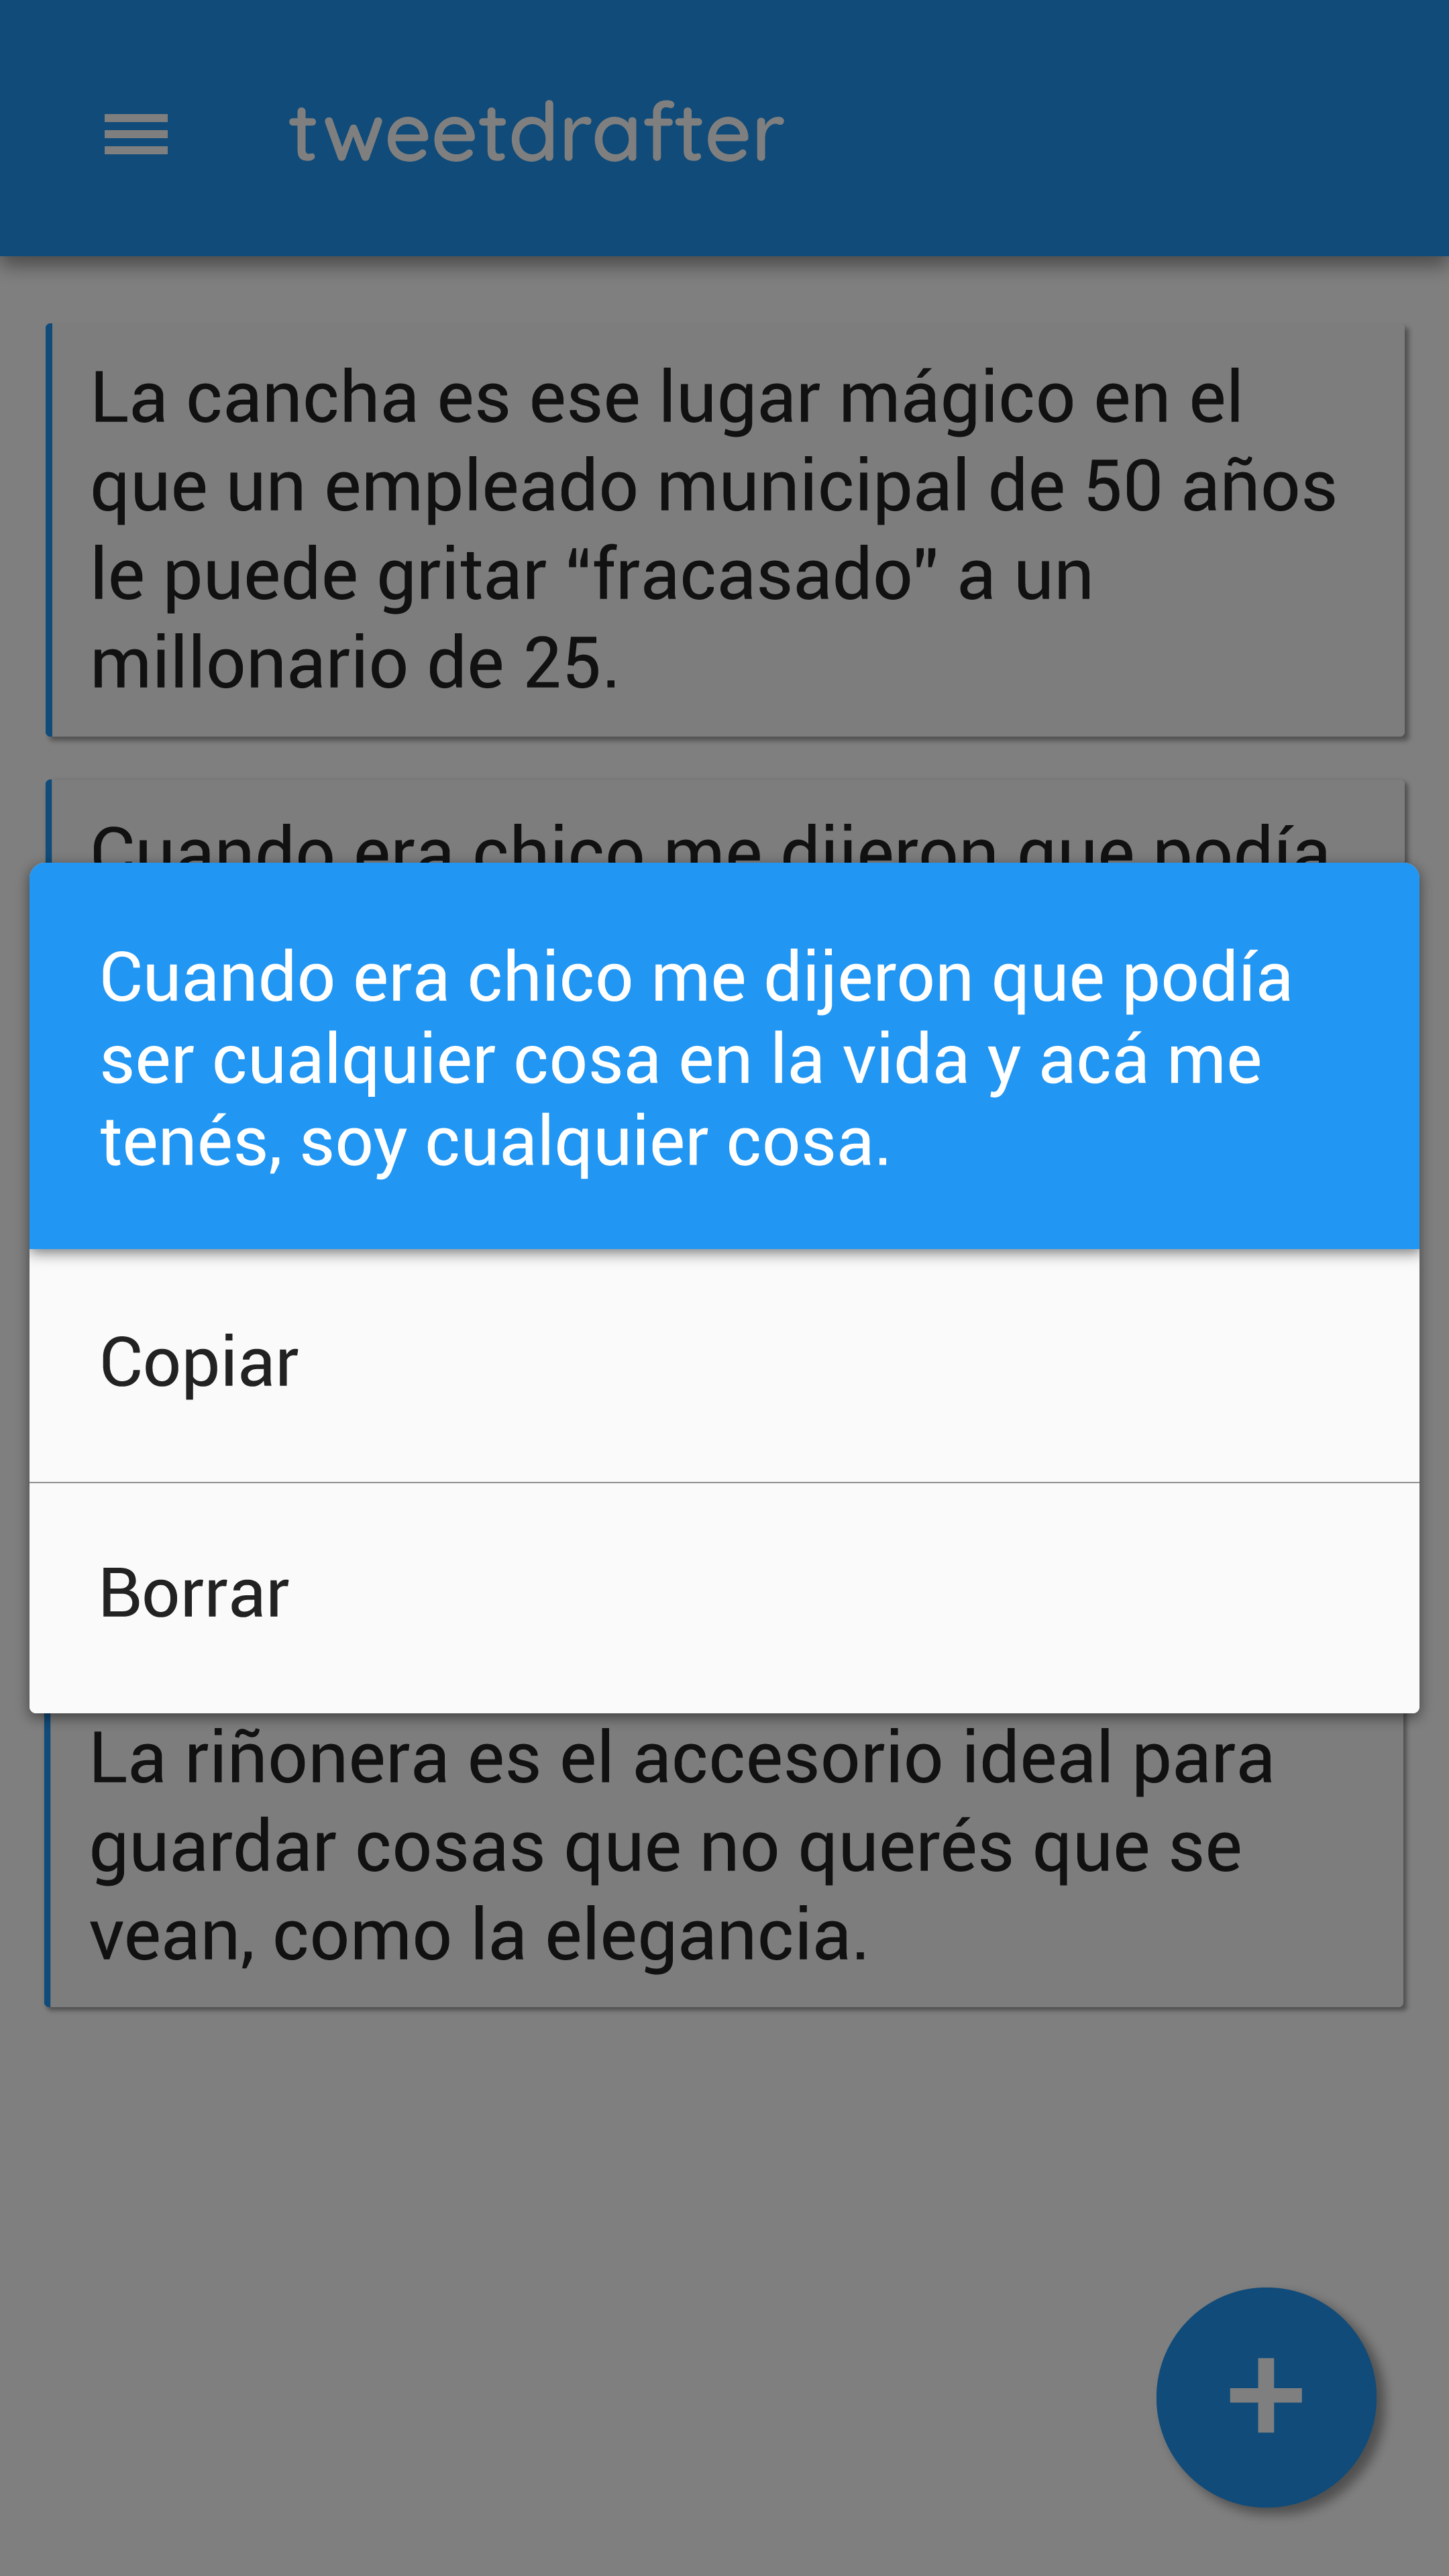 tweetdrafter
La cancha es ese lugar mágico en el
que un empleado municipal de 50 años
le puede gritar “fracasado” a un
millonario de 25.
Cuando era chico me dijeron que podía
Cuando era chico me dijeron que podía
ser cualquier cosa en la vida y acá me
tenés, soy cualquier cosa.
Copiar
Borrar
La riñonera es el accesorio ideal para
guardar cosas que no querés que se
vean, como la elegancia.
+